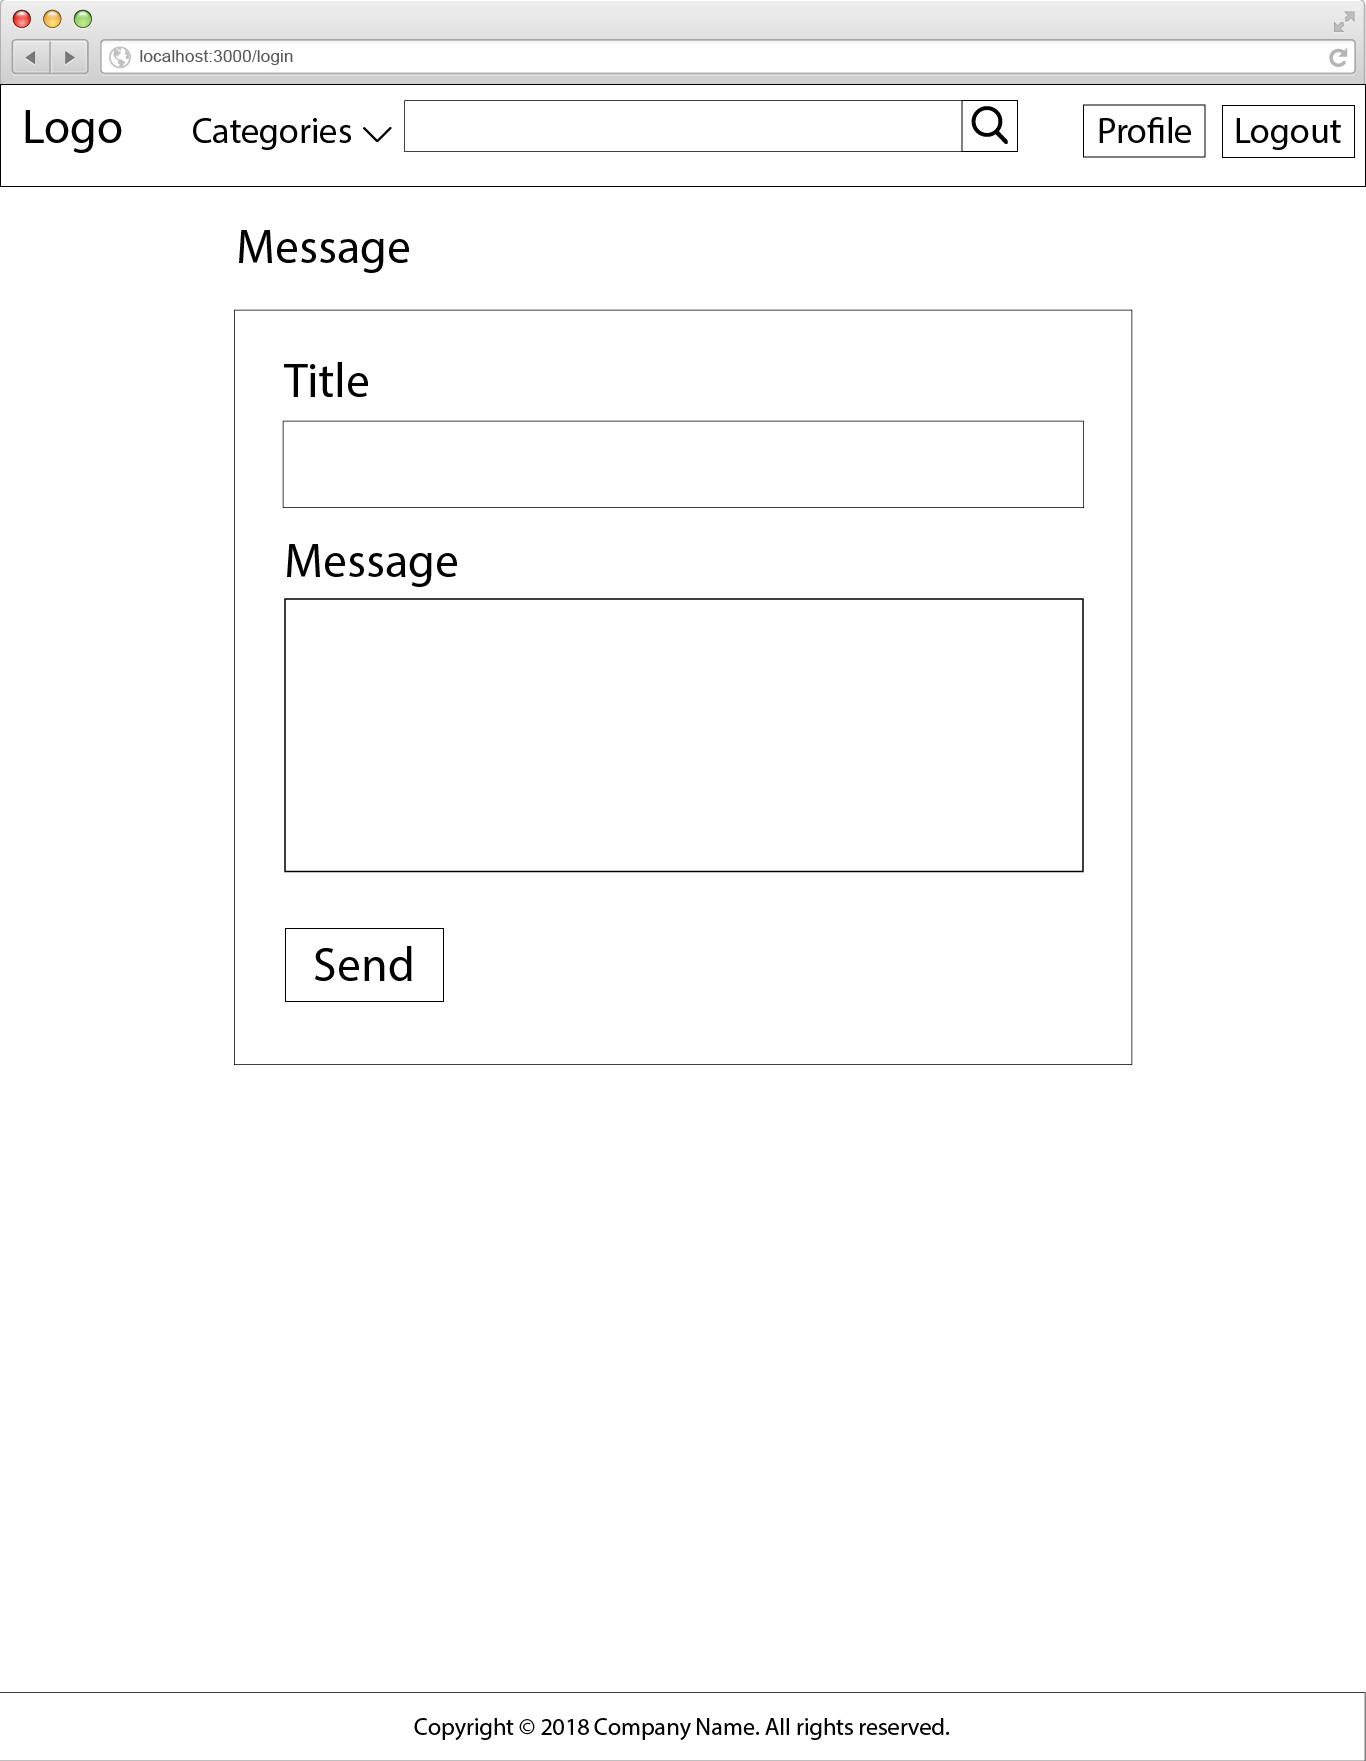 localhost:3000/login
Logo Categories Profile Logout
Message
Title
Message
Send
Copyright © 2018 Company Name. All rights reserved.